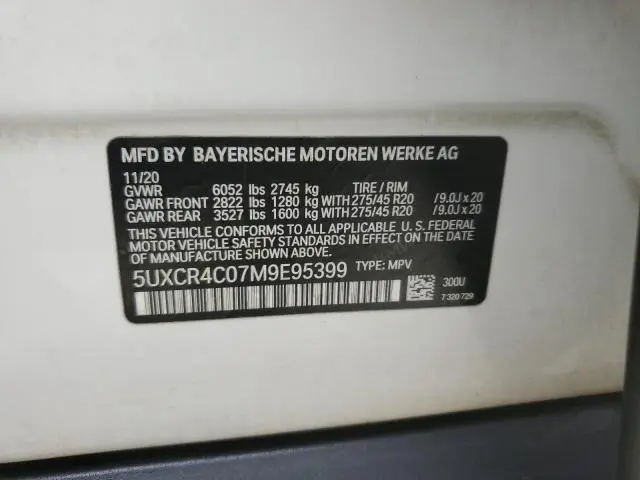 MFD BY BAYERISCHE MOTOREN WERKE AG
11/20
GVWR 6052 lbs 2745 kg TIRE / RIM
GAWR FRONT 2822 lbs 1280 kg WITH 275/45 R20 /9.0J x 20
GAWR REAR 3527 lbs 1600 kg WITH 275/45 R20 /9.0J x 20
THIS VEHICLE CONFORMS TO ALL APPLICABLE U. S. FEDERAL
MOTOR VEHICLE SAFETY STANDARDS IN EFFECT ON THE
DATE OF MANUFACTURE SHOWN ABOVE.
5UXCR4C07M9E95399 TYPE: MPV
300U
7 320 729